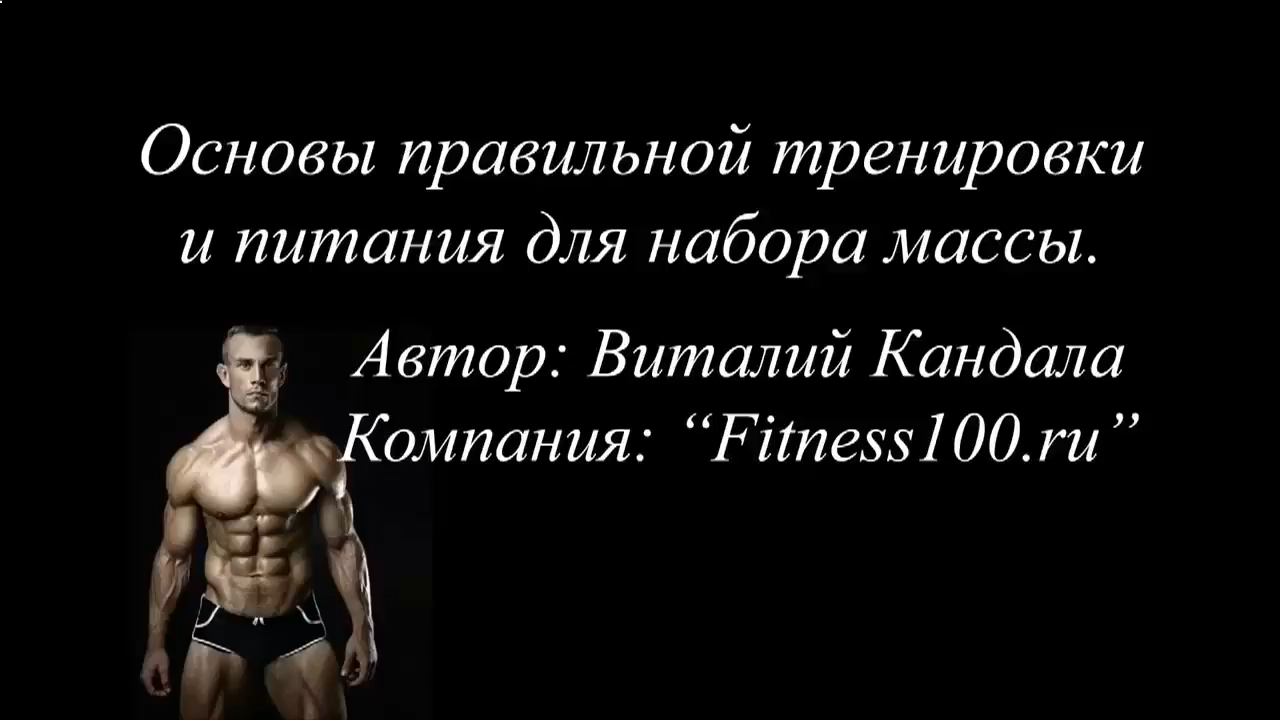 Основы правильной тренировки
и питания для набора массы.
Автор: Виталий Кандала
Компания: “Fitness100.ru”